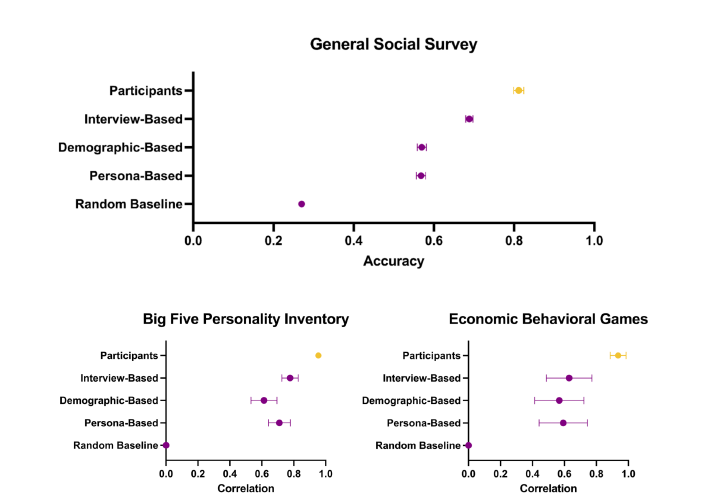 General Social Survey
Participants
Interview-Based
Demographic-Based
Persona-Based
Random Baseline
0.0 0.2 0.4 0.6 0.8 1.0
Accuracy
Big Five Personality Inventory
Participants
Interview-Based
Demographic-Based
Persona-Based
Random Baseline
0.0 0.2 0.4 0.6 0.8 1.0
Correlation
Economic Behavioral Games
Participants
Interview-Based
Demographic-Based
Persona-Based
Random Baseline
0.0 0.2 0.4 0.6 0.8 1.0
Correlation